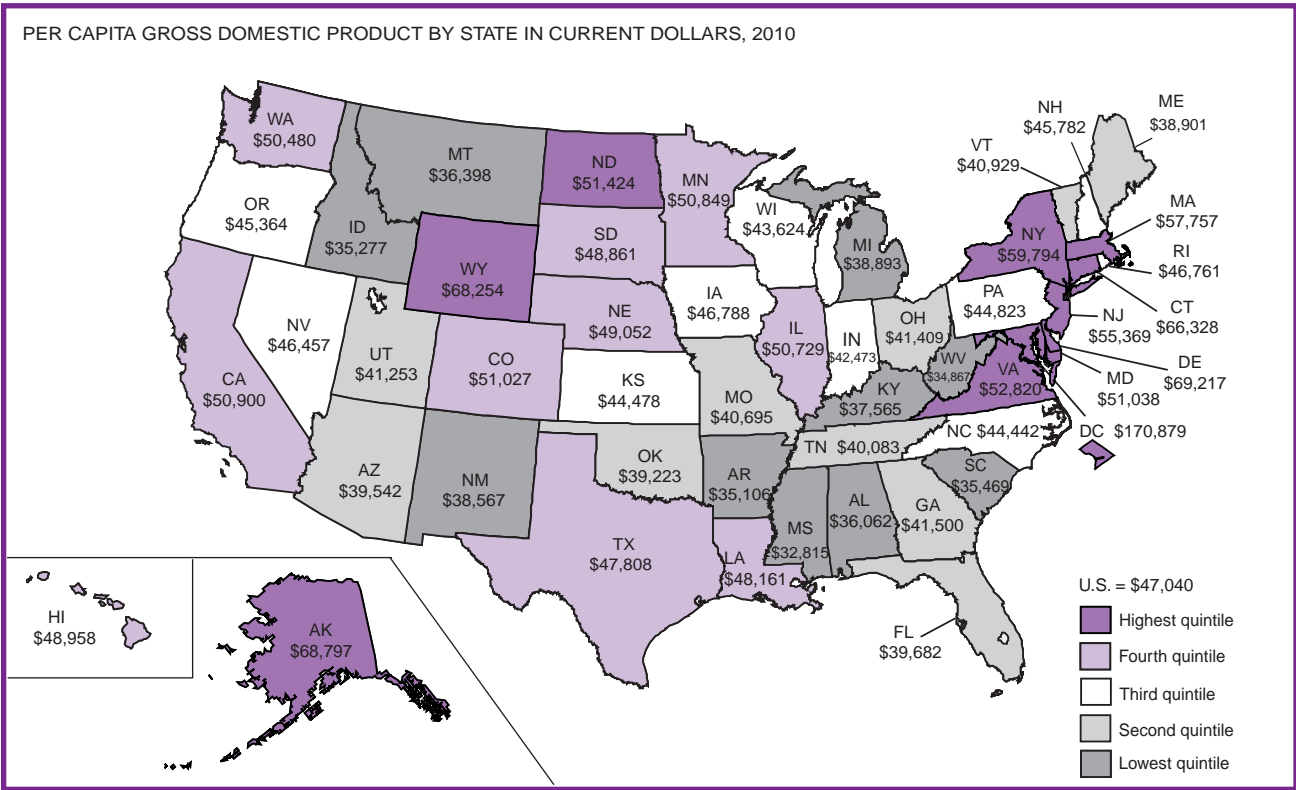 PER CAPITA GROSS DOMESTIC PRODUCT BY STATE IN CURRENT DOLLARS, 2010
WA
$50,480
MT
$36,398
ND
$51,424
MN
$50,849
OR
$45,364
ID
$35,277
SD
$48,861
WI
$43,624
MI
$38,893
WY
$68,254
NY
$59,794
VT
$40,929
NH
$45,782
ME
$38,901
MA
$57,757
RI
$46,761
CT
$66,328
NJ
$55,369
DE
$69,217
MD
$51,038
DC $170,879
PA
$44,823
IA
$46,788
NE
$49,052
NV
$46,457
UT
$41,253
CO
$51,027
CA
$50,900
KS
$44,478
MO
$40,695
IL
$50,729
IN
$42,473
OH
$41,409
WV
$34,867
VA
$52,820
KY
$37,565
NC $44,442
TN $40,083
SC
$35,469
AZ
$39,542
NM
$38,567
OK
$39,223
AR
$35,106
MS
$32,815
AL
$36,062
GA
$41,500
TX
$47,808
LA
$48,161
FL
$39,682
HI
$48,958
AK
$68,797
U.S. = $47,040
Highest quintile
Fourth quintile
Third quintile
Second quintile
Lowest quintile